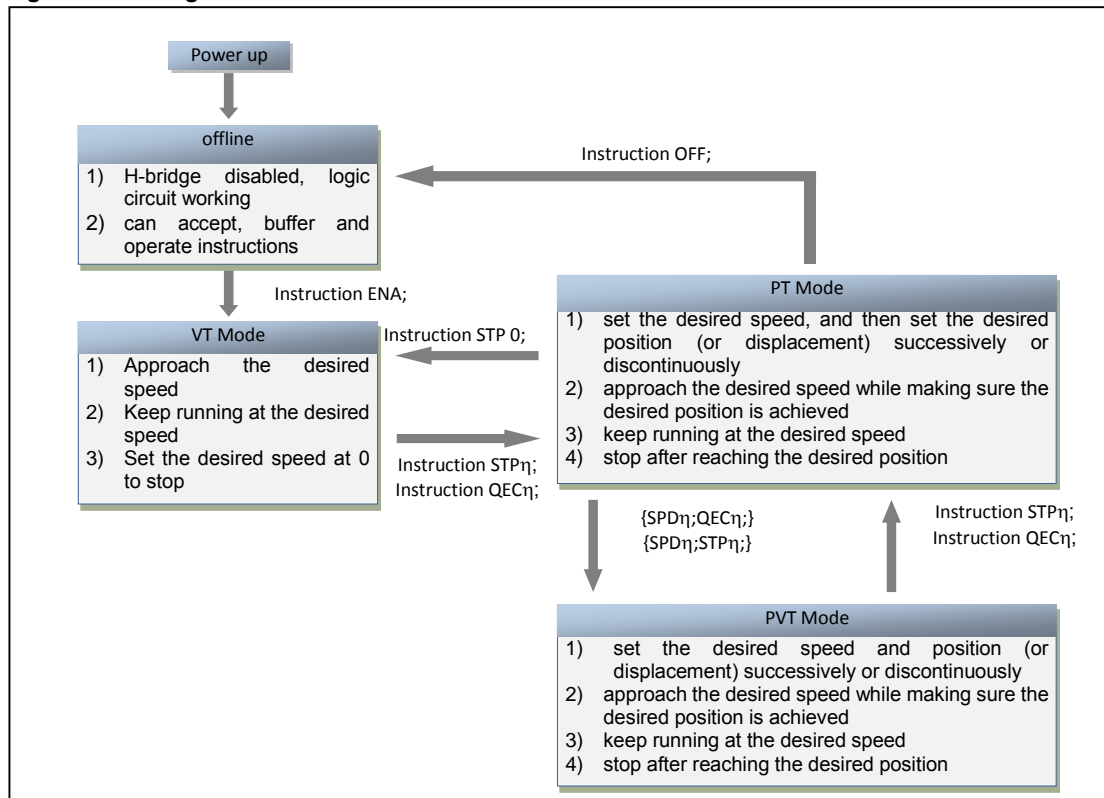 Power up
offline
1) H-bridge disabled, logic
circuit working
2) can accept, buffer and
operate instructions
Instruction OFF;
Instruction ENA;
VT Mode
1) Approach the desired
speed
2) Keep running at the desired
speed
3) Set the desired speed at 0
to stop
Instruction STP 0;
Instruction STPη;
Instruction QECη;
PT Mode
1) set the desired speed, and then set the desired
position (or displacement) successively or
discontinuously
2) approach the desired speed while making sure the
desired position is achieved
3) keep running at the desired speed
4) stop after reaching the desired position
{SPDη;QECη;}
{SPDη;STPη;}
Instruction STPη;
Instruction QECη;
PVT Mode
1) set the desired speed and position (or
displacement) successively or discontinuously
2) approach the desired speed while making sure the
desired position is achieved
3) keep running at the desired speed
4) stop after reaching the desired position